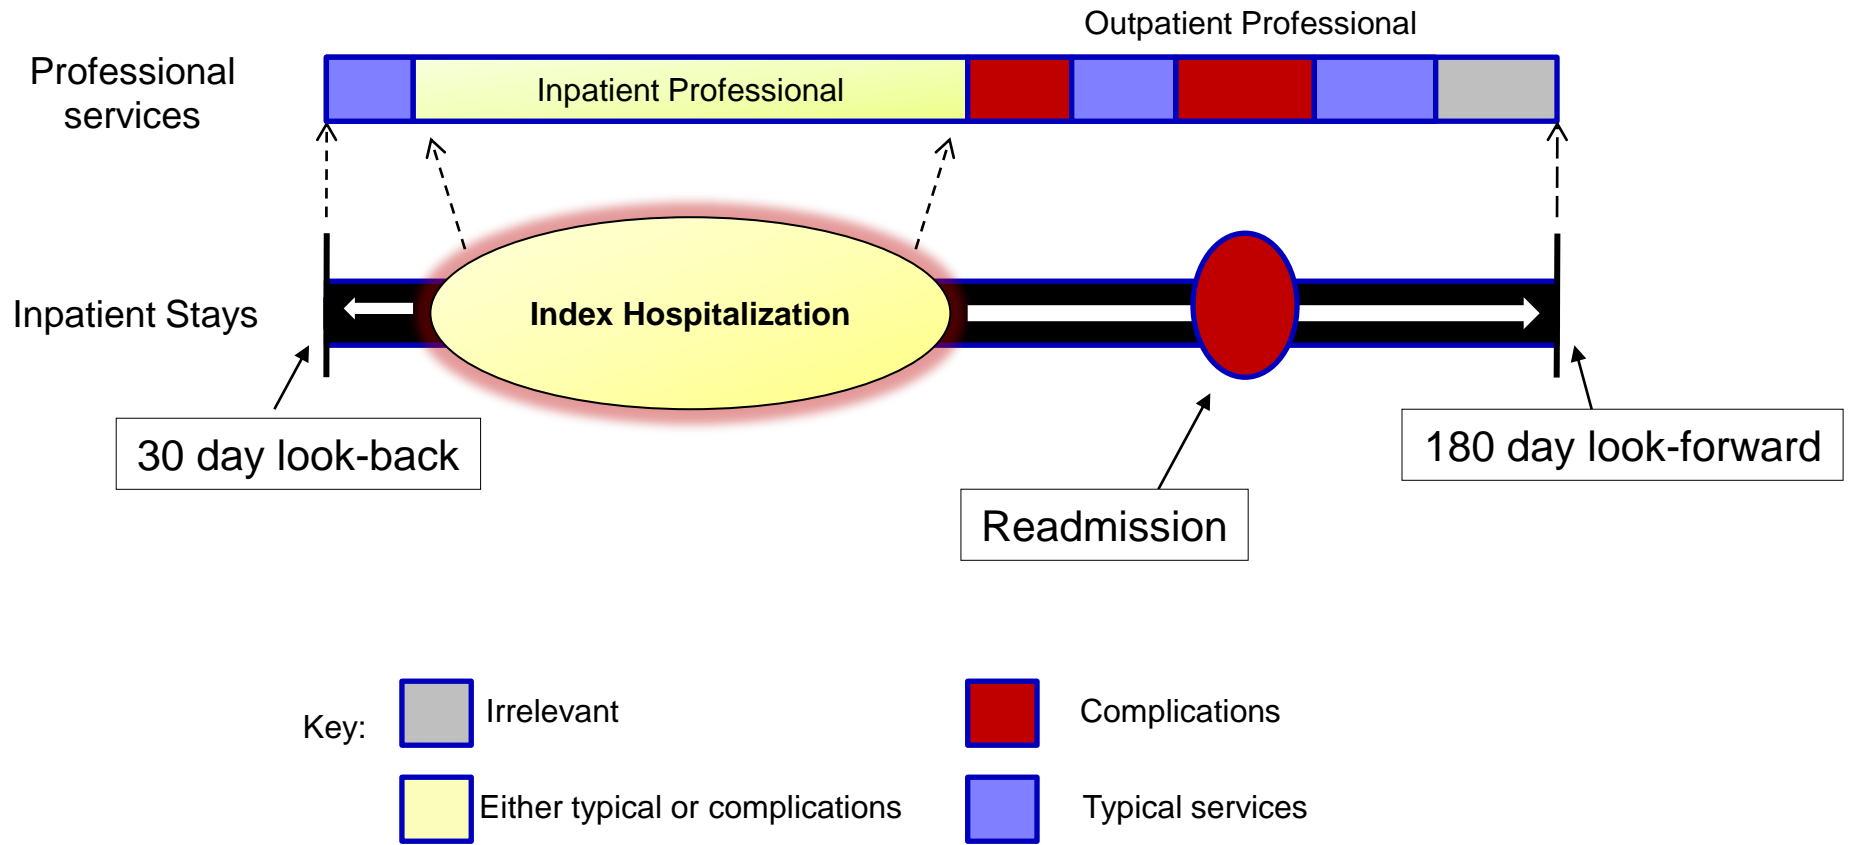 Outpatient Professional
Professional
services
Inpatient Professional
Inpatient Stays
Index Hospitalization
30 day look-back
180 day look-forward
Readmission
Key:
Irrelevant
Complications
Either typical or complications
Typical services